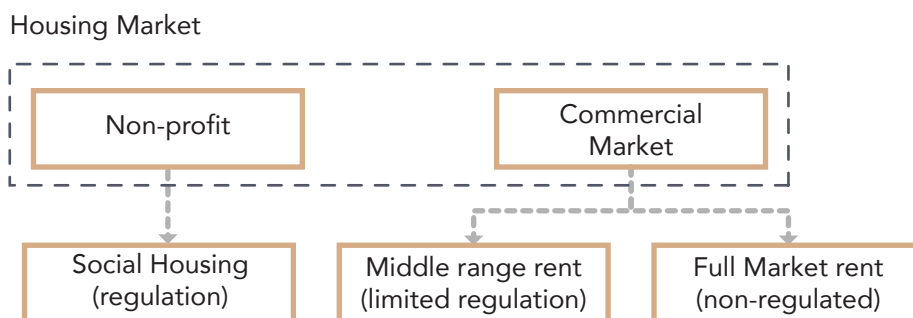 Housing Market
Non-profit
Commercial
Market
Social Housing
(regulation)
Middle range rent
(limited regulation)
Full Market rent
(non-regulated)